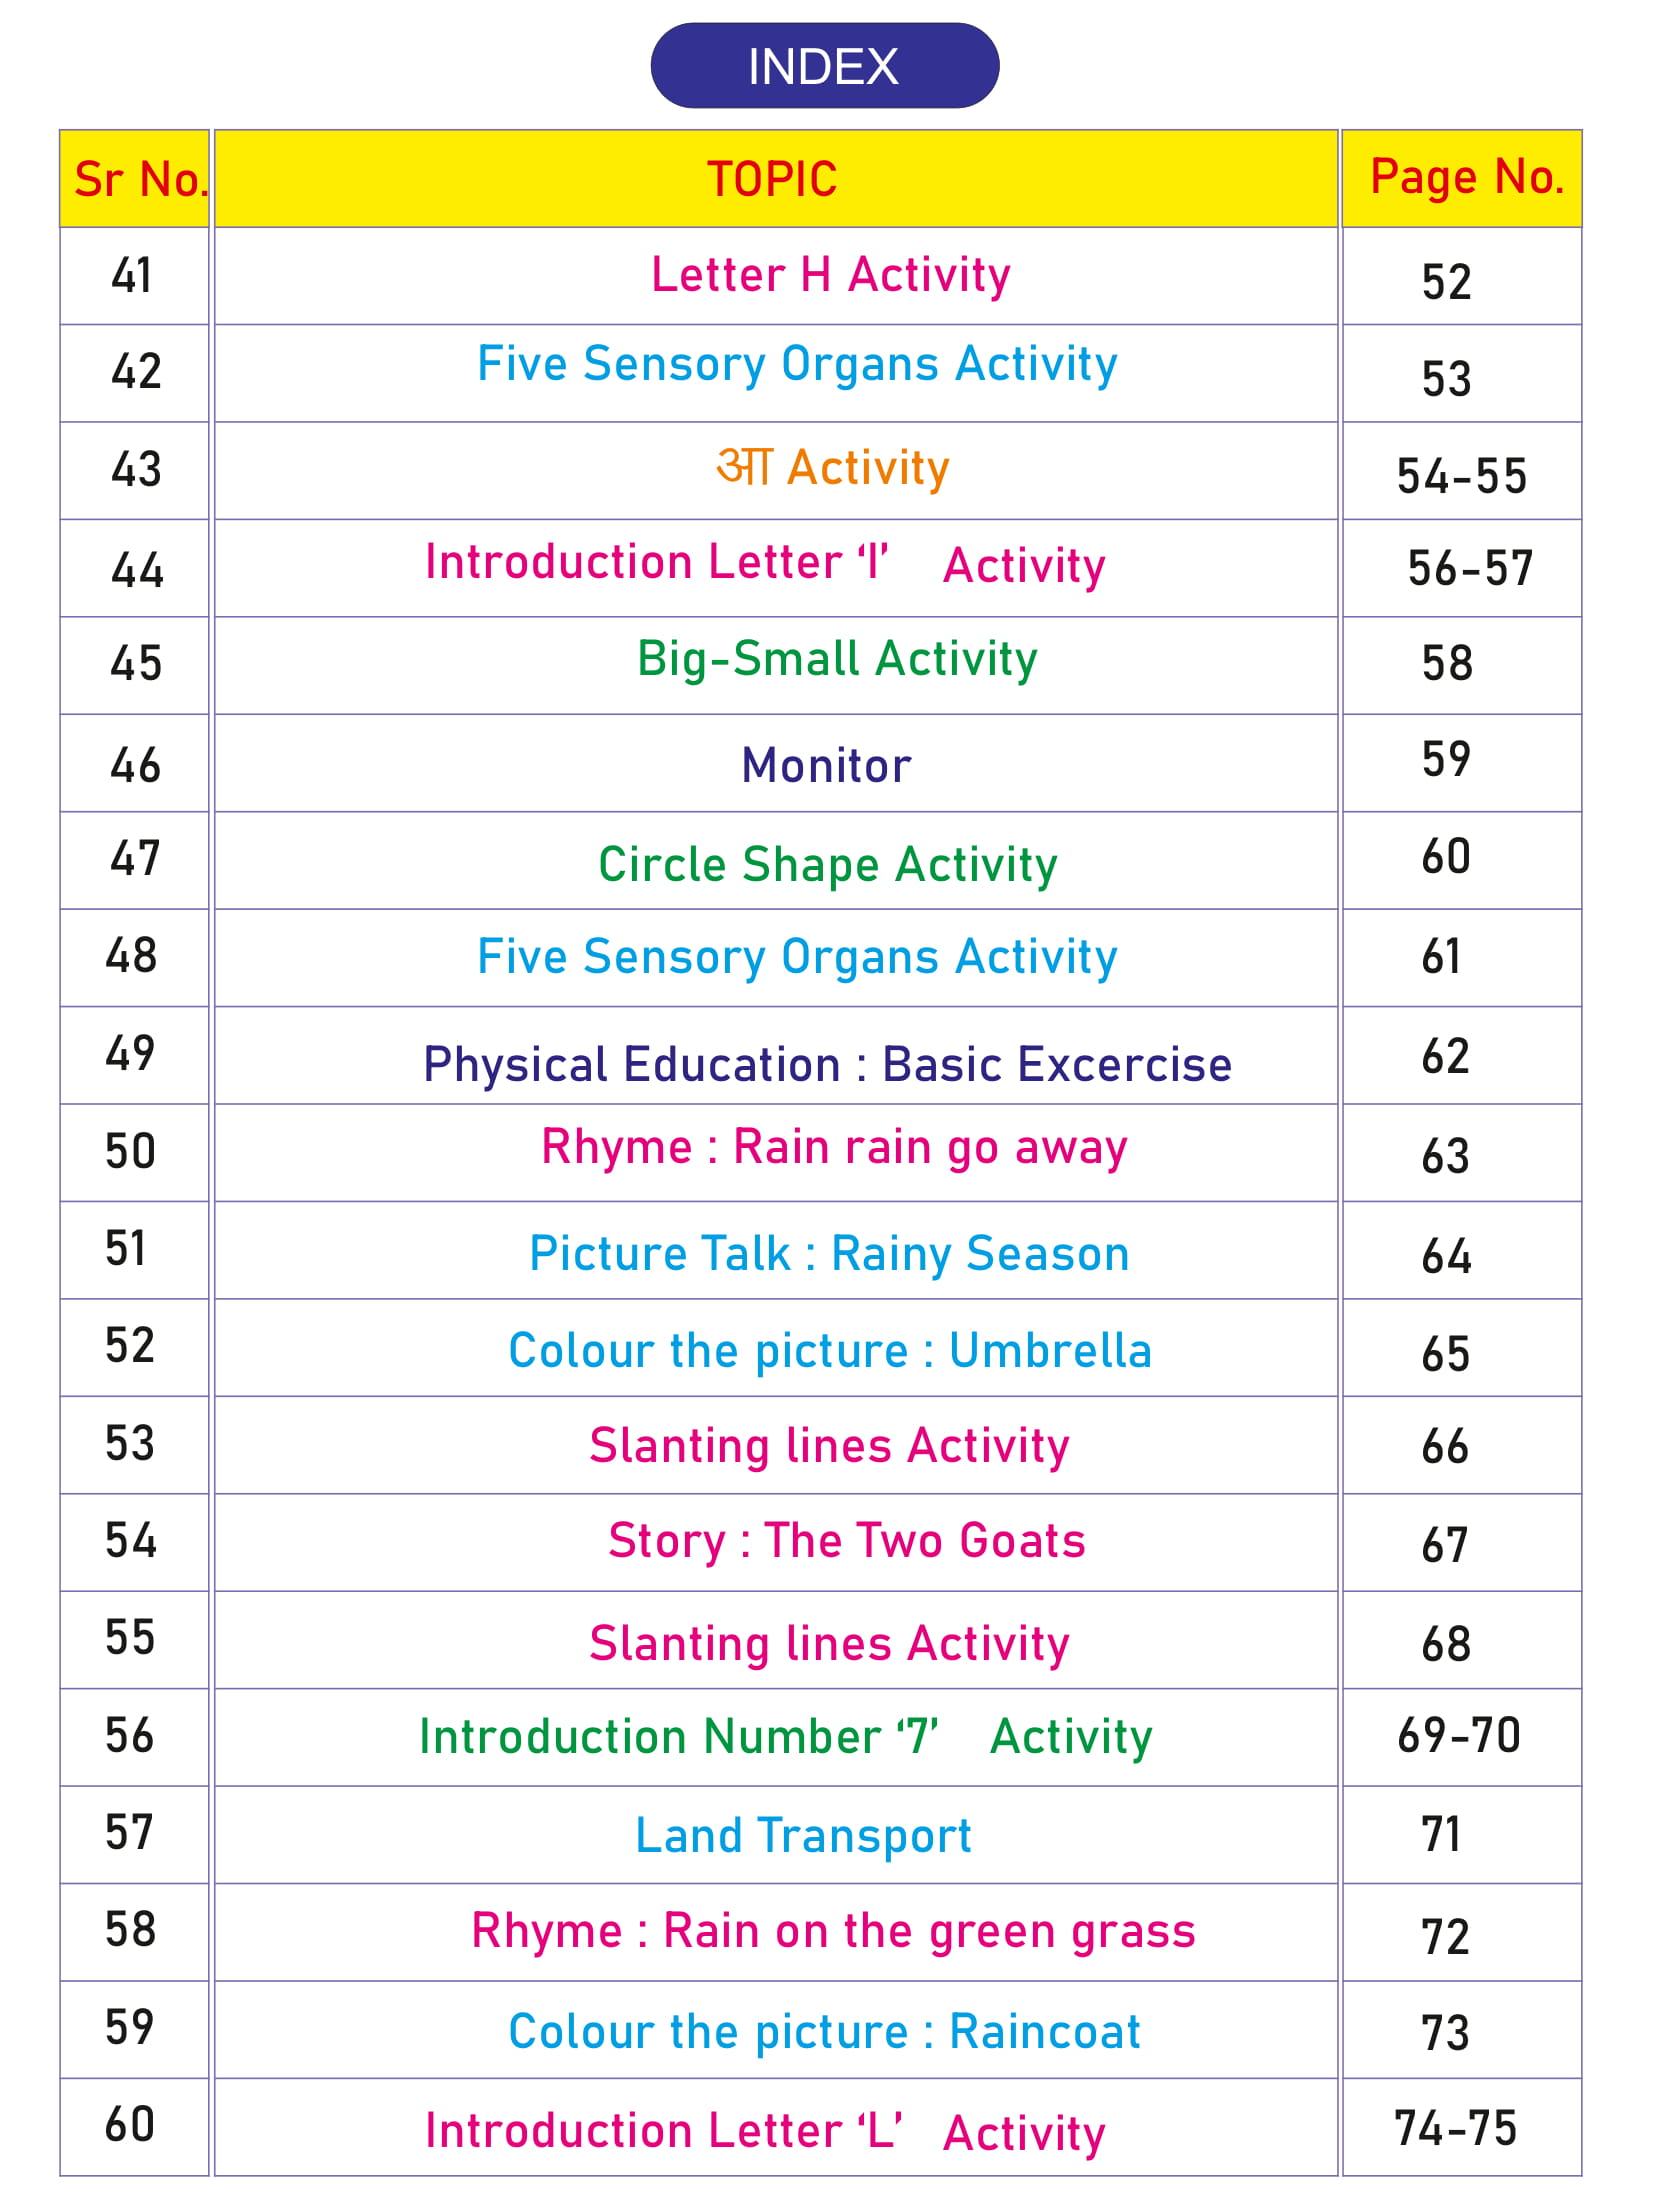 INDEX
Sr No. TOPIC Page No.
41 Letter H Activity 52
42 Five Sensory Organs Activity 53
43 आ Activity 54-55
44 Introduction Letter ‘I’ Activity 56-57
45 Big-Small Activity 58
46 Monitor 59
47 Circle Shape Activity 60
48 Five Sensory Organs Activity 61
49 Physical Education : Basic Excercise 62
50 Rhyme : Rain rain go away 63
51 Picture Talk : Rainy Season 64
52 Colour the picture : Umbrella 65
53 Slanting lines Activity 66
54 Story : The Two Goats 67
55 Slanting lines Activity 68
56 Introduction Number ‘7’ Activity 69-70
57 Land Transport 71
58 Rhyme : Rain on the green grass 72
59 Colour the picture : Raincoat 73
60 Introduction Letter ‘L’ Activity 74-75